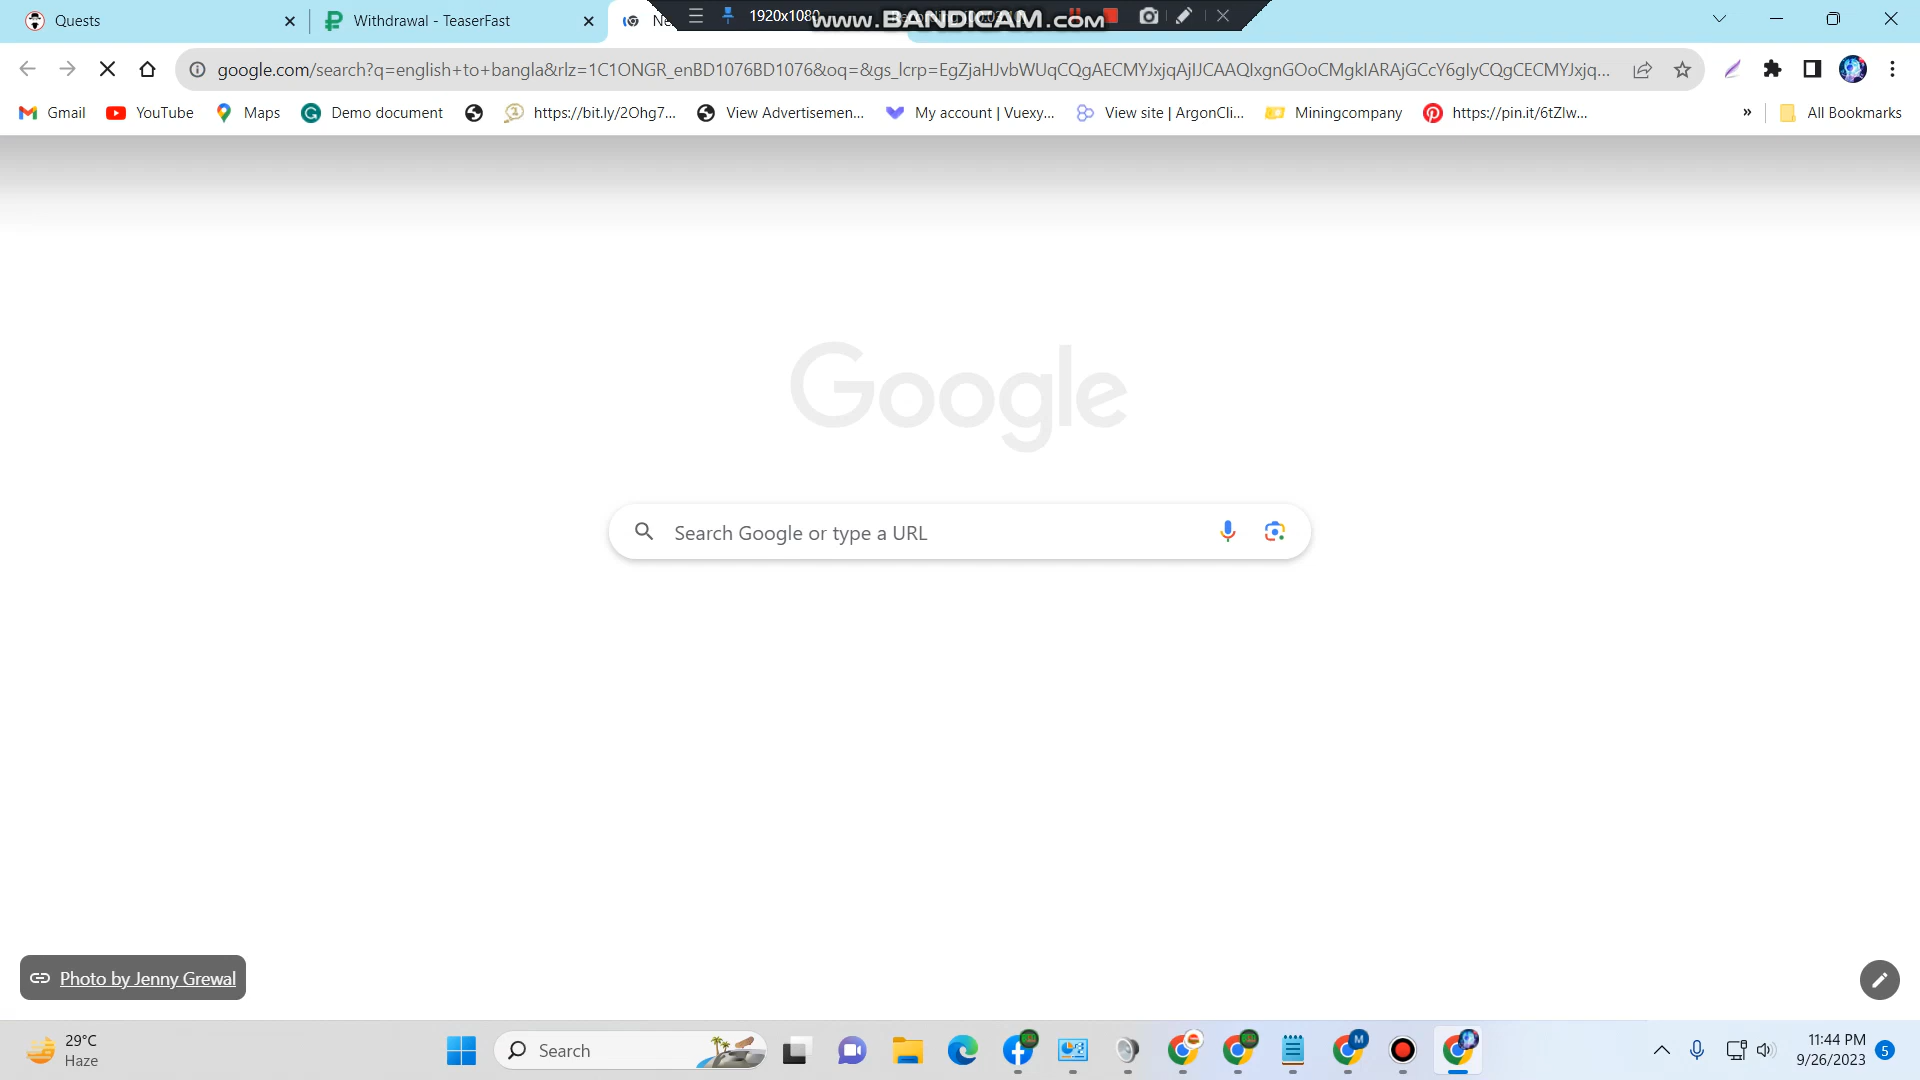 Quests
Withdrawal - TeaserFast
Ne
1920x1080
www.BANDICAM.com
google.com/search?q=english+to+bangla&rlz=1C1ONGR_enBD1076BD1076&oq=&gs_lcrp=EgZjaHJvbWUqCQgAECMYJxjqAjIJCAAQIxgnGOoCMgkIARAjGCcY6gIyCQgCECMYJxjq...
Gmail
YouTube
Maps
Demo document
https://bit.ly/2Ohg7...
View Advertisemen...
My account | Vuexy...
View site | ArgonCli...
Miningcompany
https://pin.it/6tZlw...
»
All Bookmarks
Google
Search Google or type a URL
Photo by Jenny Grewal
29°C
Haze
Search
M
11:44 PM
9/26/2023
5